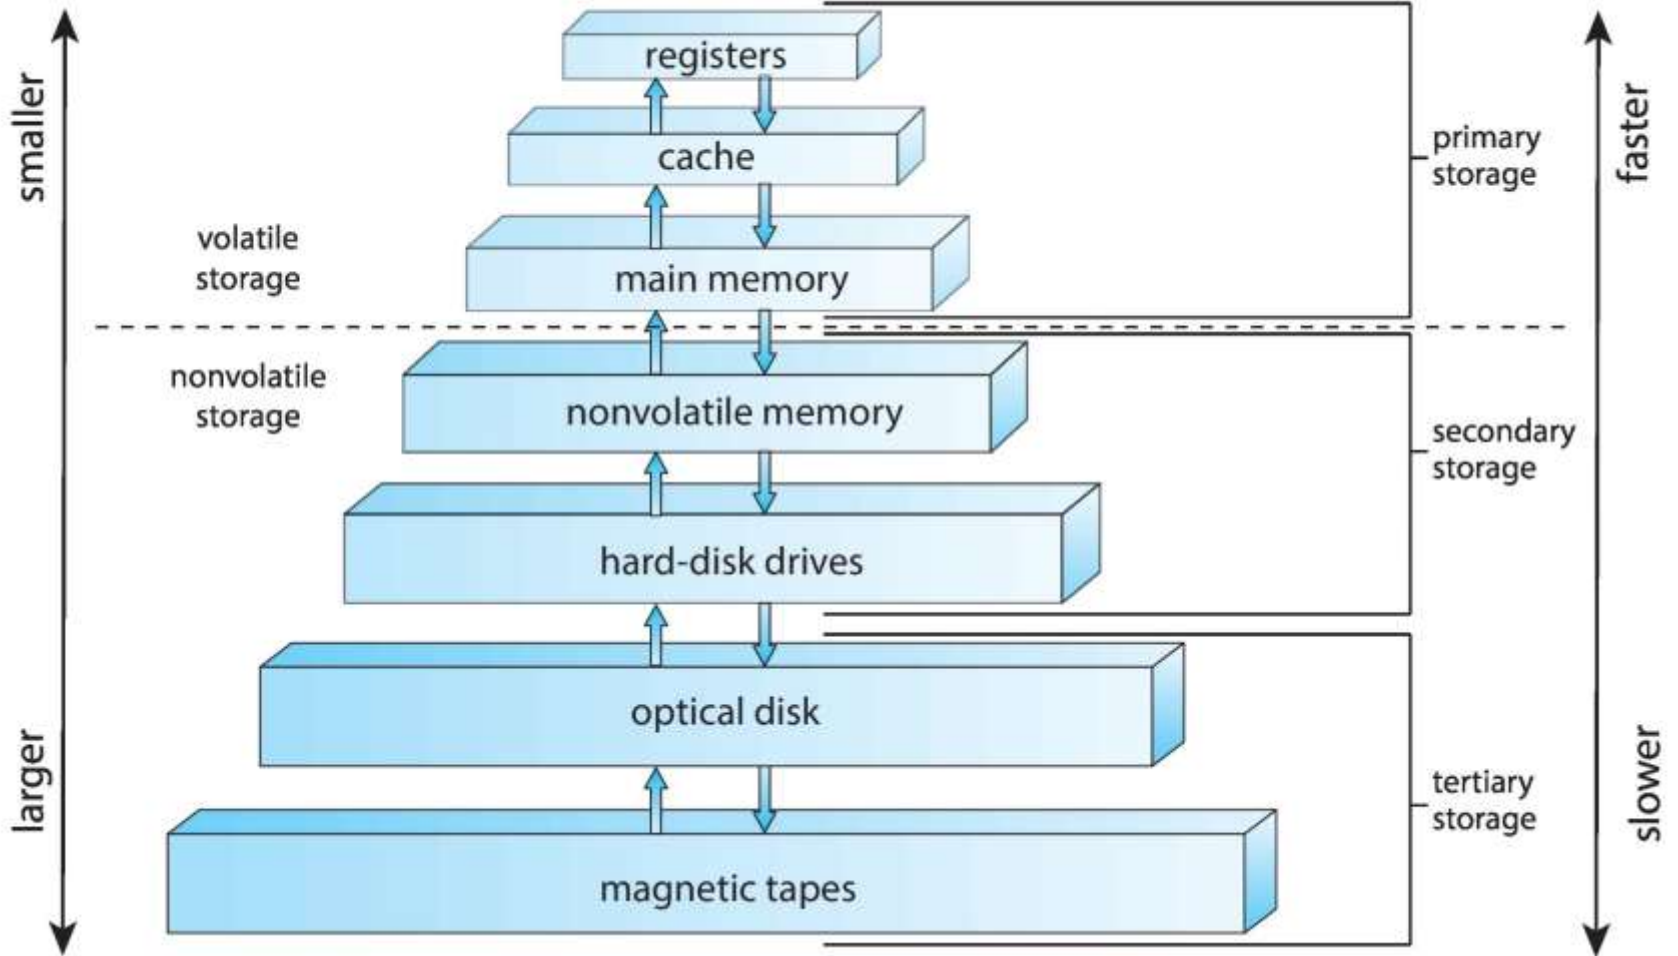 registers
cache
main memory
nonvolatile memory
hard-disk drives
optical disk
magnetic tapes
smaller
larger
volatile
storage
nonvolatile
storage
primary
storage
secondary
storage
tertiary
storage
faster
slower